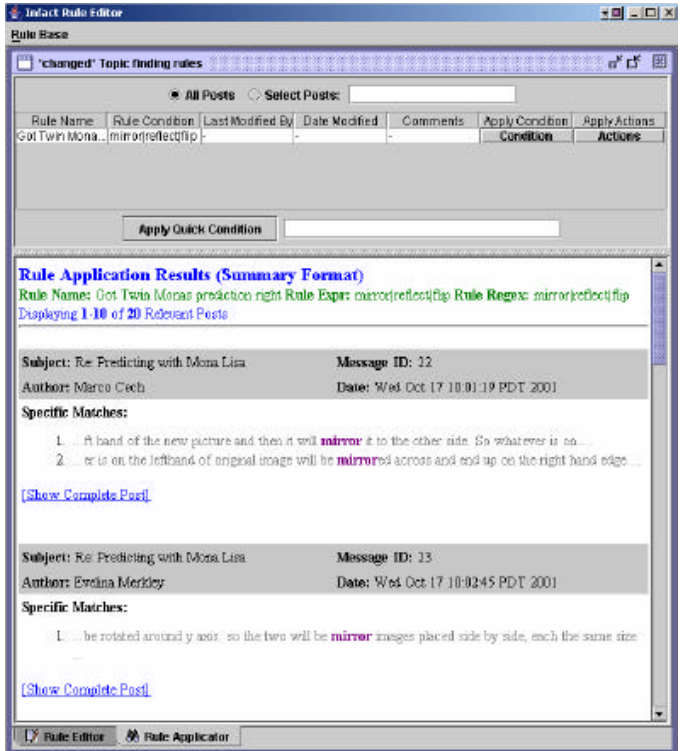 Infact Rule Editor
Rule Base
'changed' Topic finding rules
All Posts Select Posts:
Rule Name Rule Condition Last Modified By Date Modified Comments Apply Condition Apply Actions
Got Twin Mona... mirror|reflect|flip - - - Condition Actions
Apply Quick Condition
Rule Application Results (Summary Format)
Rule Name: Got Twin Monas prediction right Rule Expr: mirror|reflect|flip Rule Regex: mirror|reflect|flip
Displaying 1-10 of 20 Relevant Posts
Subject: Re: Predicting with Mona Lisa Message ID: 22
Author: Marco Cech Date: Wed Oct 17 10:01:19 PDT 2001
Specific Matches:
1. ...ft hand of the new picture and then it will mirror it to the other side. So whatever is on ...
2. ...er is on the lefthand of original image will be mirrored across and end up on the right hand edge ...
[Show Complete Post]
Subject: Re: Predicting with Mona Lisa Message ID: 23
Author: Evelina Merkley Date: Wed Oct 17 10:02:45 PDT 2001
Specific Matches:
1. ...be rotated around y axis. so the two will be mirror images placed side by side, each the same size
...
[Show Complete Post]
Rule Editor Rule Applicator